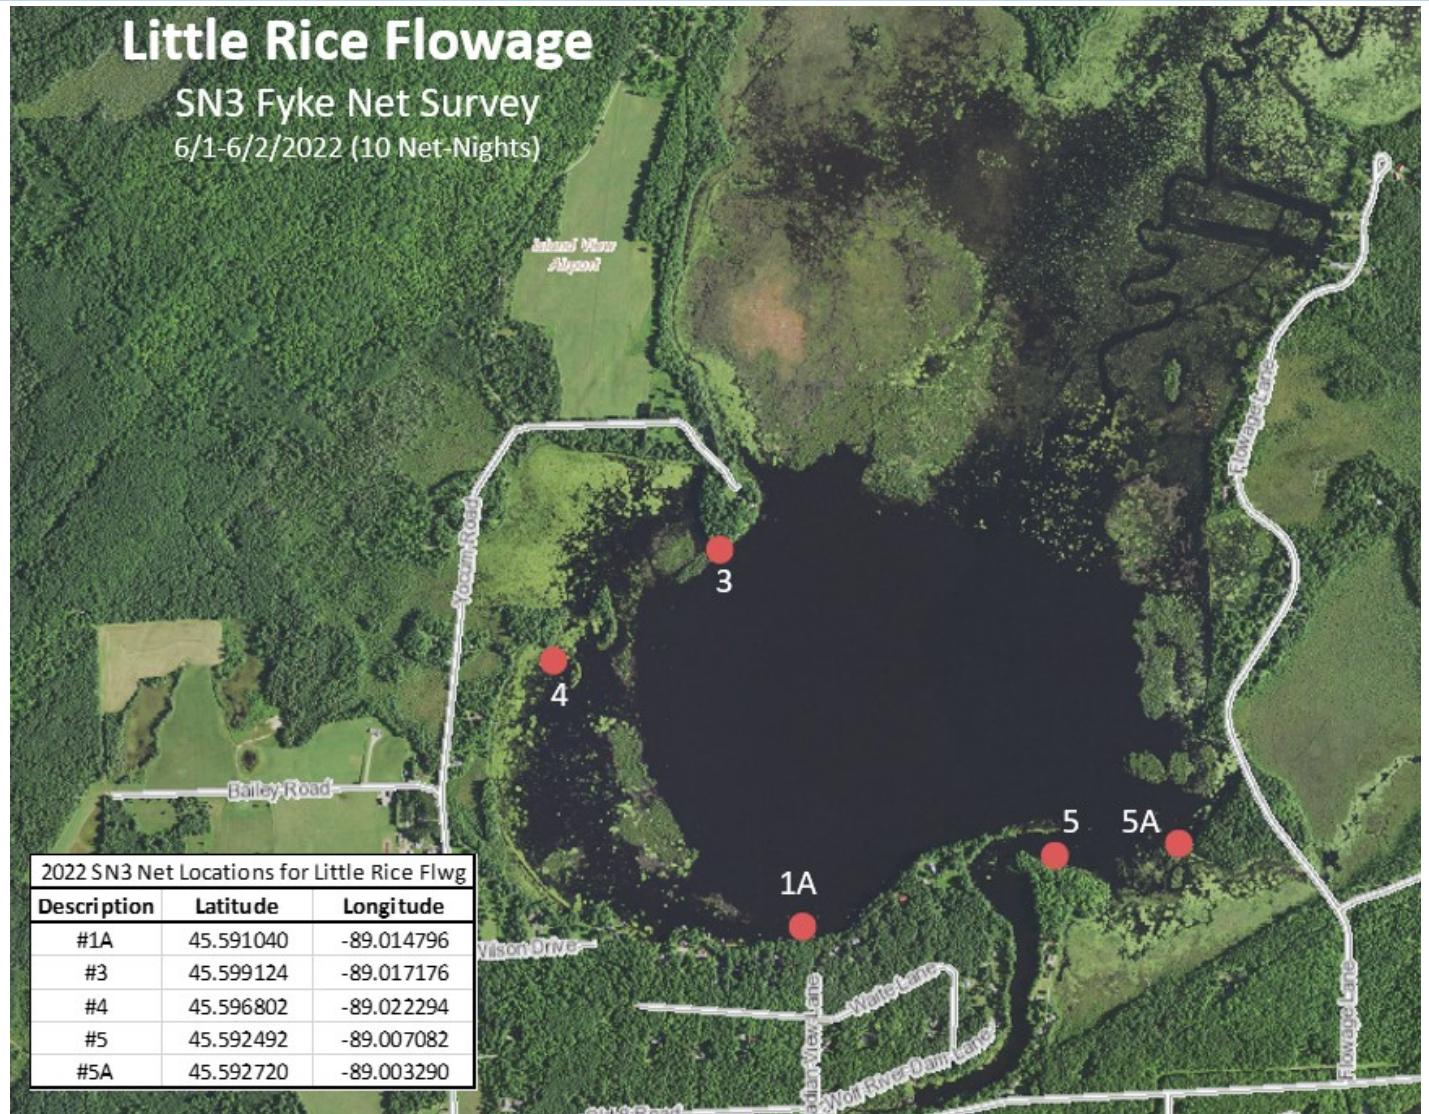 Little Rice Flowage
SN3 Fyke Net Survey
6/1-6/2/2022 (10 Net-Nights)
Island View
Airport
Flowage Lane
Yocum Road
3
4
Bailey Road
5
5A
1A
2022 SN3 Net Locations for Little Rice Flwg
Description Latitude Longitude
#1A 45.591040 -89.014796
#3 45.599124 -89.017176
#4 45.596802 -89.022294
#5 45.592492 -89.007082
#5A 45.592720 -89.003290
Wilson Drive
Waite Lane
View Lane
Wolf River Dam Lane
Flowage Lane
Road